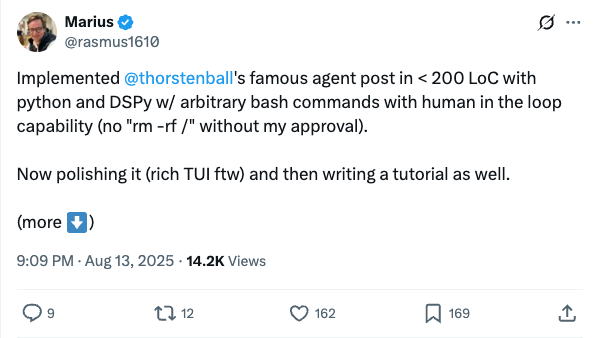 Marius
@rasmus1610
Implemented @thorstenball's famous agent post in < 200 LoC with
python and DSPy w/ arbitrary bash commands with human in the loop
capability (no "rm -rf /" without my approval).
Now polishing it (rich TUI ftw) and then writing a tutorial as well.
(more ⬇️)
9:09 PM · Aug 13, 2025 · 14.2K Views
9 12 162 169